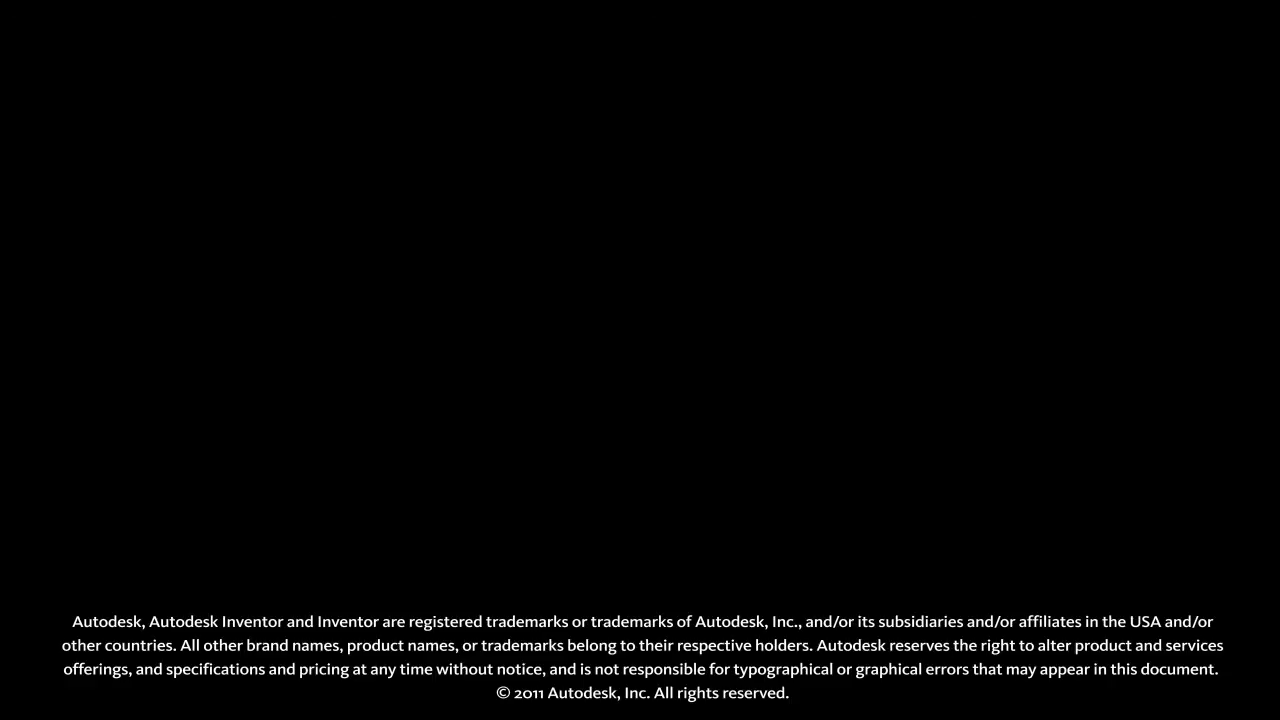 Autodesk, Autodesk Inventor and Inventor are registered trademarks or trademarks of Autodesk, Inc., and/or its subsidiaries and/or affiliates in the USA and/or
other countries. All other brand names, product names, or trademarks belong to their respective holders. Autodesk reserves the right to alter product and services
offerings, and specifications and pricing at any time without notice, and is not responsible for typographical or graphical errors that may appear in this document.
© 2011 Autodesk, Inc. All rights reserved.